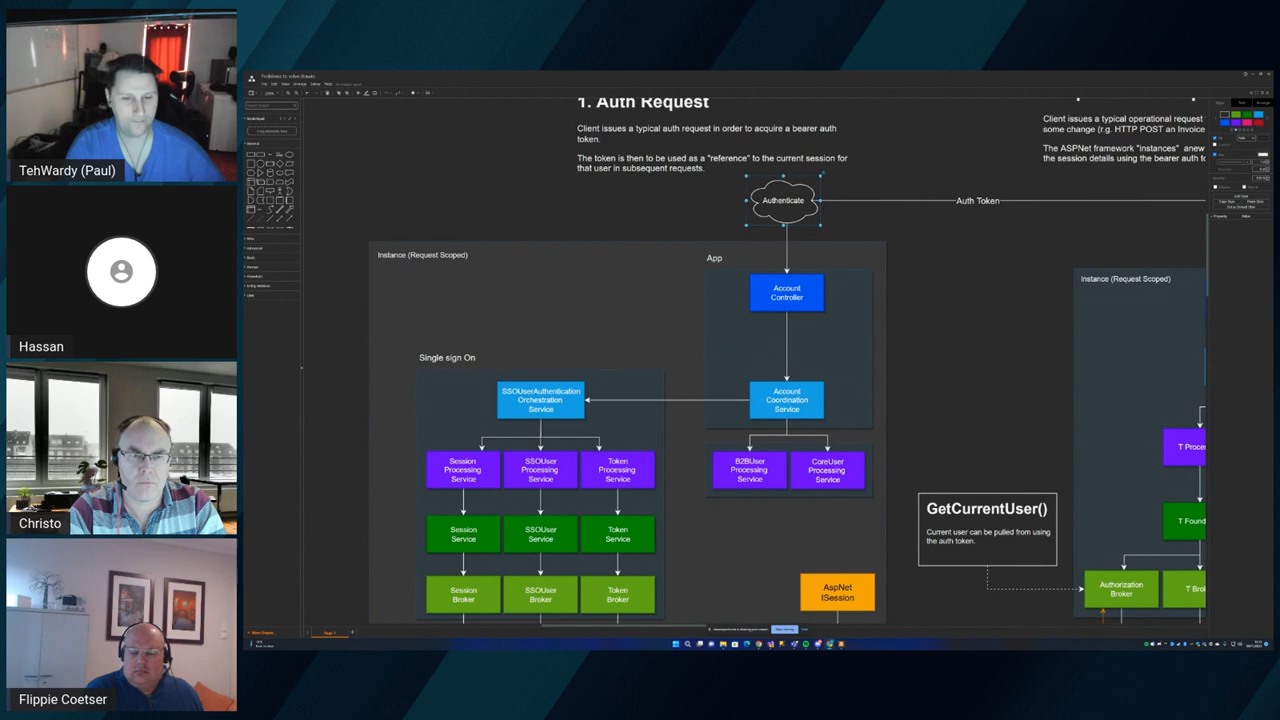 TehWardy (Paul)
Hassan
Christo
Flippie Coetser
1. Auth Request
Client issues a typical auth request in order to acquire a bearer auth
token.
The token is then to be used as a "reference" to the current session for
that user in subsequent requests.
Client issues a typical operational request
some change (r.g. HTTP POST an Invoice
The ASPNet framework "instances" anew
the session details using the bearer auth to
Authenticate
Auth Token
Instance (Request Scoped)
App
Account
Controller
Instance (Request Scoped)
Single sign On
SSOUserAuthentication
Orchestration
Service
Account
Coordination
Service
Session
Processing
Service
SSOUser
Processing
Service
Token
Processing
Service
B2BUser
Processing
Service
CoreUser
Processing
Service
T Proces
GetCurrentUser()
Current user can be pulled from using
the auth token.
Session
Service
SSOUser
Service
Token
Service
T Found
Session
Broker
SSOUser
Broker
Token
Broker
AspNet
ISession
Authorization
Broker
T Brol
Page-1